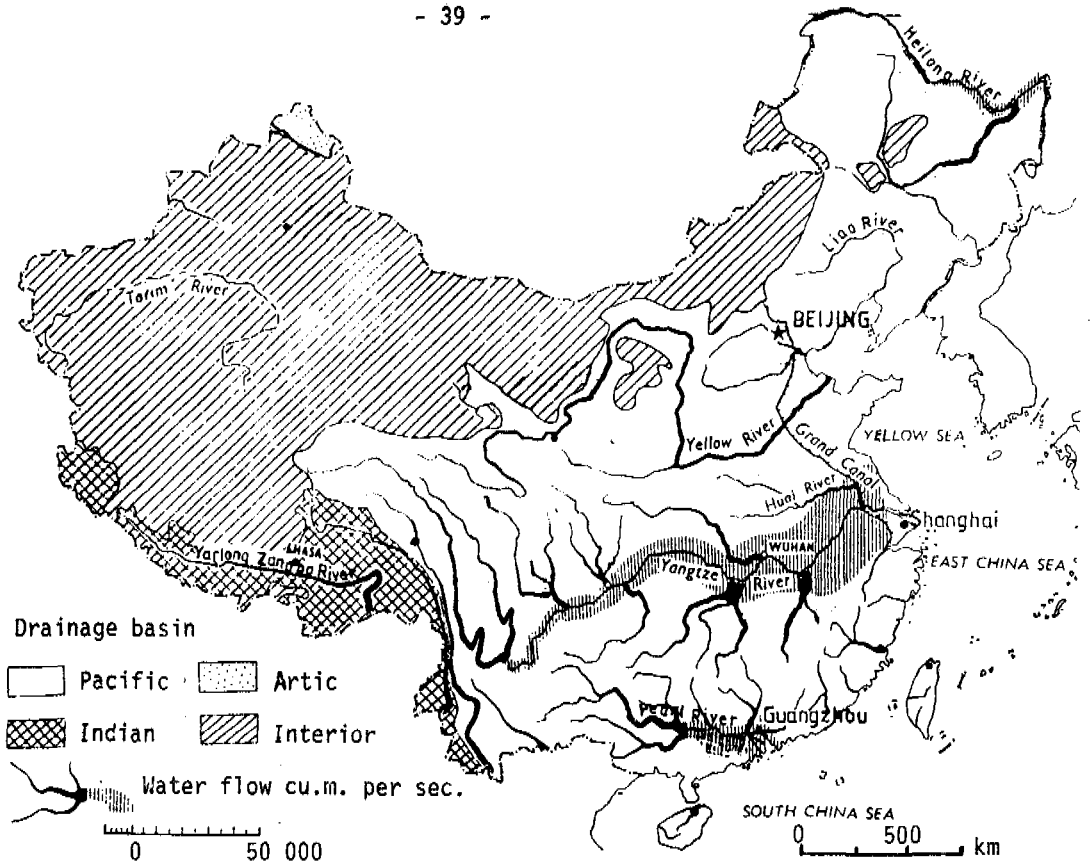 - 39 -
Heilong River
Liao River
Tarim River
BEIJING
Yellow River
Grand Canal
YELLOW SEA
Huai River
Shanghai
LHASA
Yarlong Zangbo River
WUHAN
Yangtze River
EAST CHINA SEA
Drainage basin
Pacific
Artic
Indian
Interior
Pearl River
Guangzhou
Water flow cu.m. per sec.
0 50 000
SOUTH CHINA SEA
0 500 km